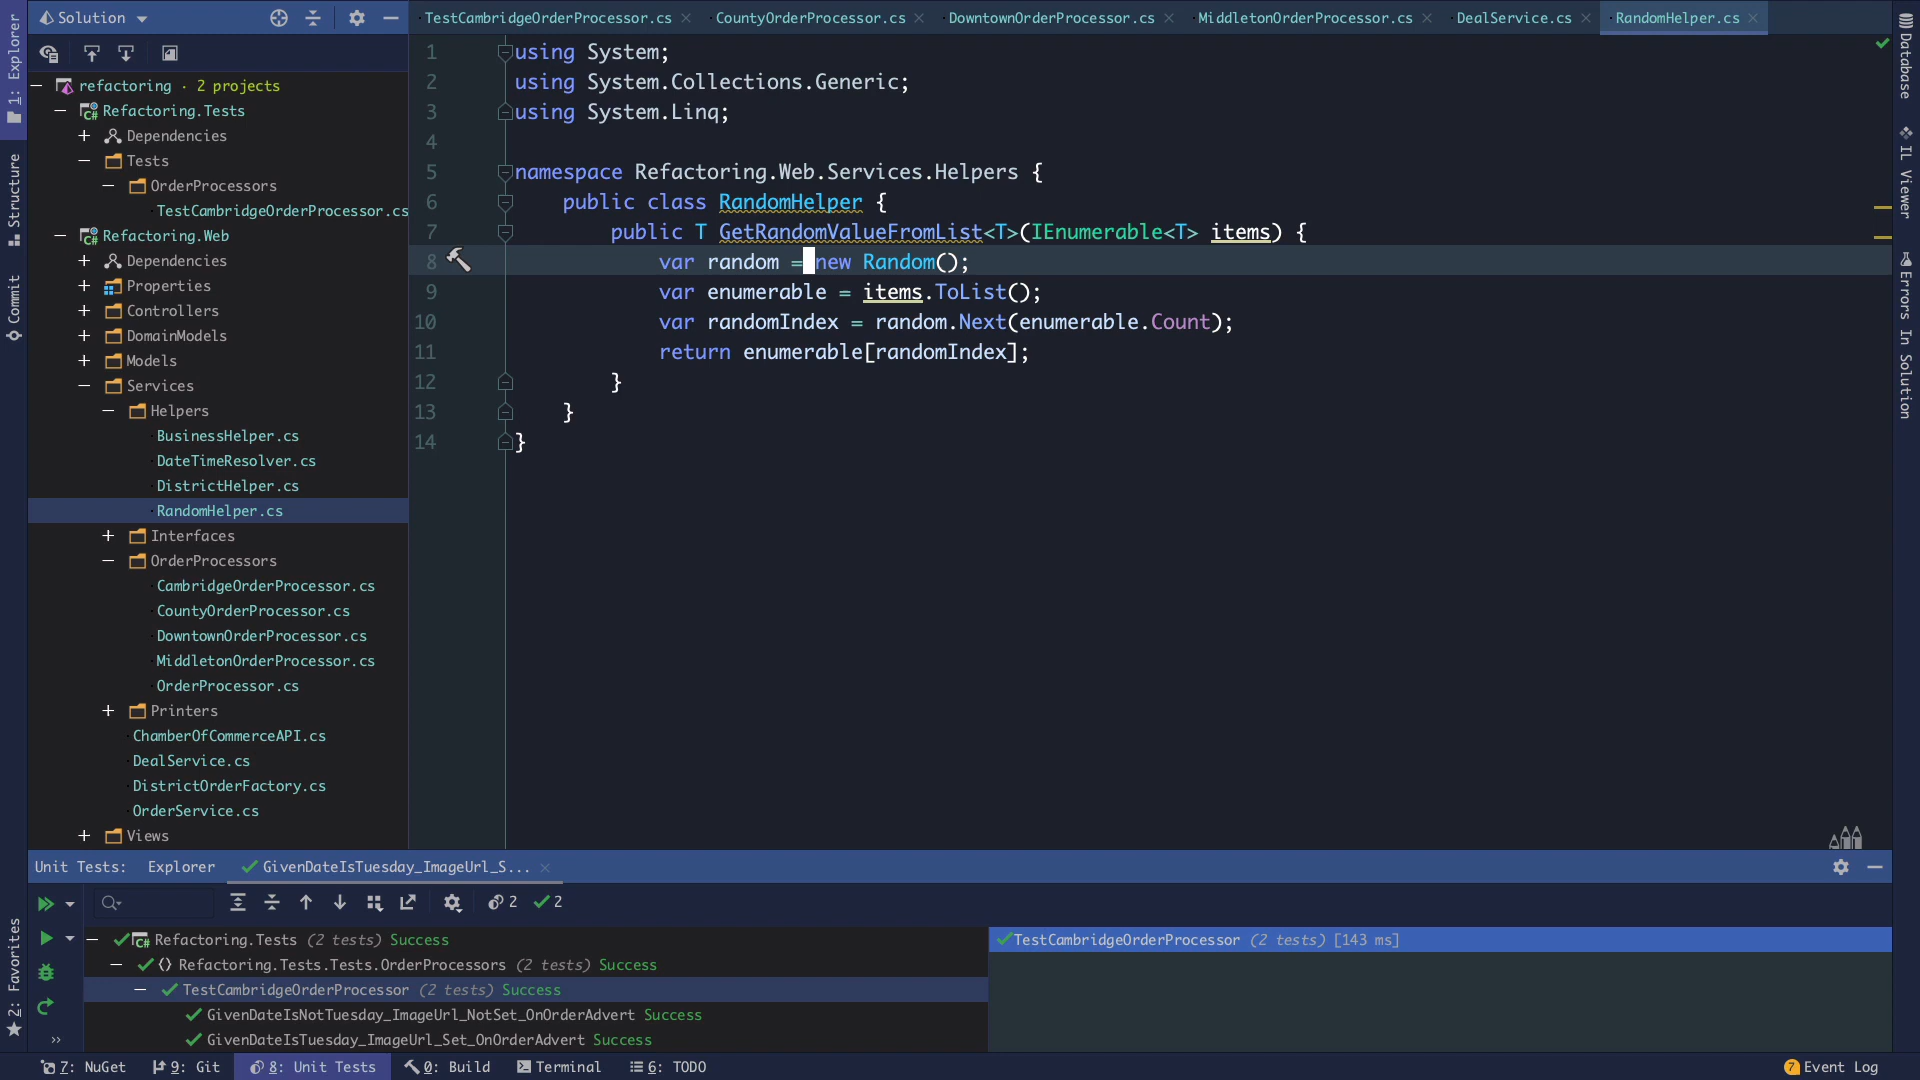 Solution
TestCambridgeOrderProcessor.cs
CountyOrderProcessor.cs
DowntownOrderProcessor.cs
MiddletonOrderProcessor.cs
DealService.cs
RandomHelper.cs
1: Explorer
Structure
Commit
2: Favorites
refactoring · 2 projects
Refactoring.Tests
Dependencies
Tests
OrderProcessors
TestCambridgeOrderProcessor.cs
Refactoring.Web
Dependencies
Properties
Controllers
DomainModels
Models
Services
Helpers
BusinessHelper.cs
DateTimeResolver.cs
DistrictHelper.cs
RandomHelper.cs
Interfaces
OrderProcessors
CambridgeOrderProcessor.cs
CountyOrderProcessor.cs
DowntownOrderProcessor.cs
MiddletonOrderProcessor.cs
OrderProcessor.cs
Printers
ChamberOfCommerceAPI.cs
DealService.cs
DistrictOrderFactory.cs
OrderService.cs
Views
1 using System;
2 using System.Collections.Generic;
3 using System.Linq;
4
5 namespace Refactoring.Web.Services.Helpers {
6 public class RandomHelper {
7 public T GetRandomValueFromList<T>(IEnumerable<T> items) {
8 var random = new Random();
9 var enumerable = items.ToList();
10 var randomIndex = random.Next(enumerable.Count);
11 return enumerable[randomIndex];
12 }
13 }
14 }
Database
IL Viewer
Errors In Solution
Unit Tests: Explorer GivenDateIsTuesday_ImageUrl_S...
2 2
Refactoring.Tests (2 tests) Success
Refactoring.Tests.Tests.OrderProcessors (2 tests) Success
TestCambridgeOrderProcessor (2 tests) Success
GivenDateIsNotTuesday_ImageUrl_NotSet_OnOrderAdvert Success
GivenDateIsTuesday_ImageUrl_Set_OnOrderAdvert Success
TestCambridgeOrderProcessor (2 tests) [143 ms]
7: NuGet 9: Git 8: Unit Tests 0: Build Terminal 6: TODO
7 Event Log